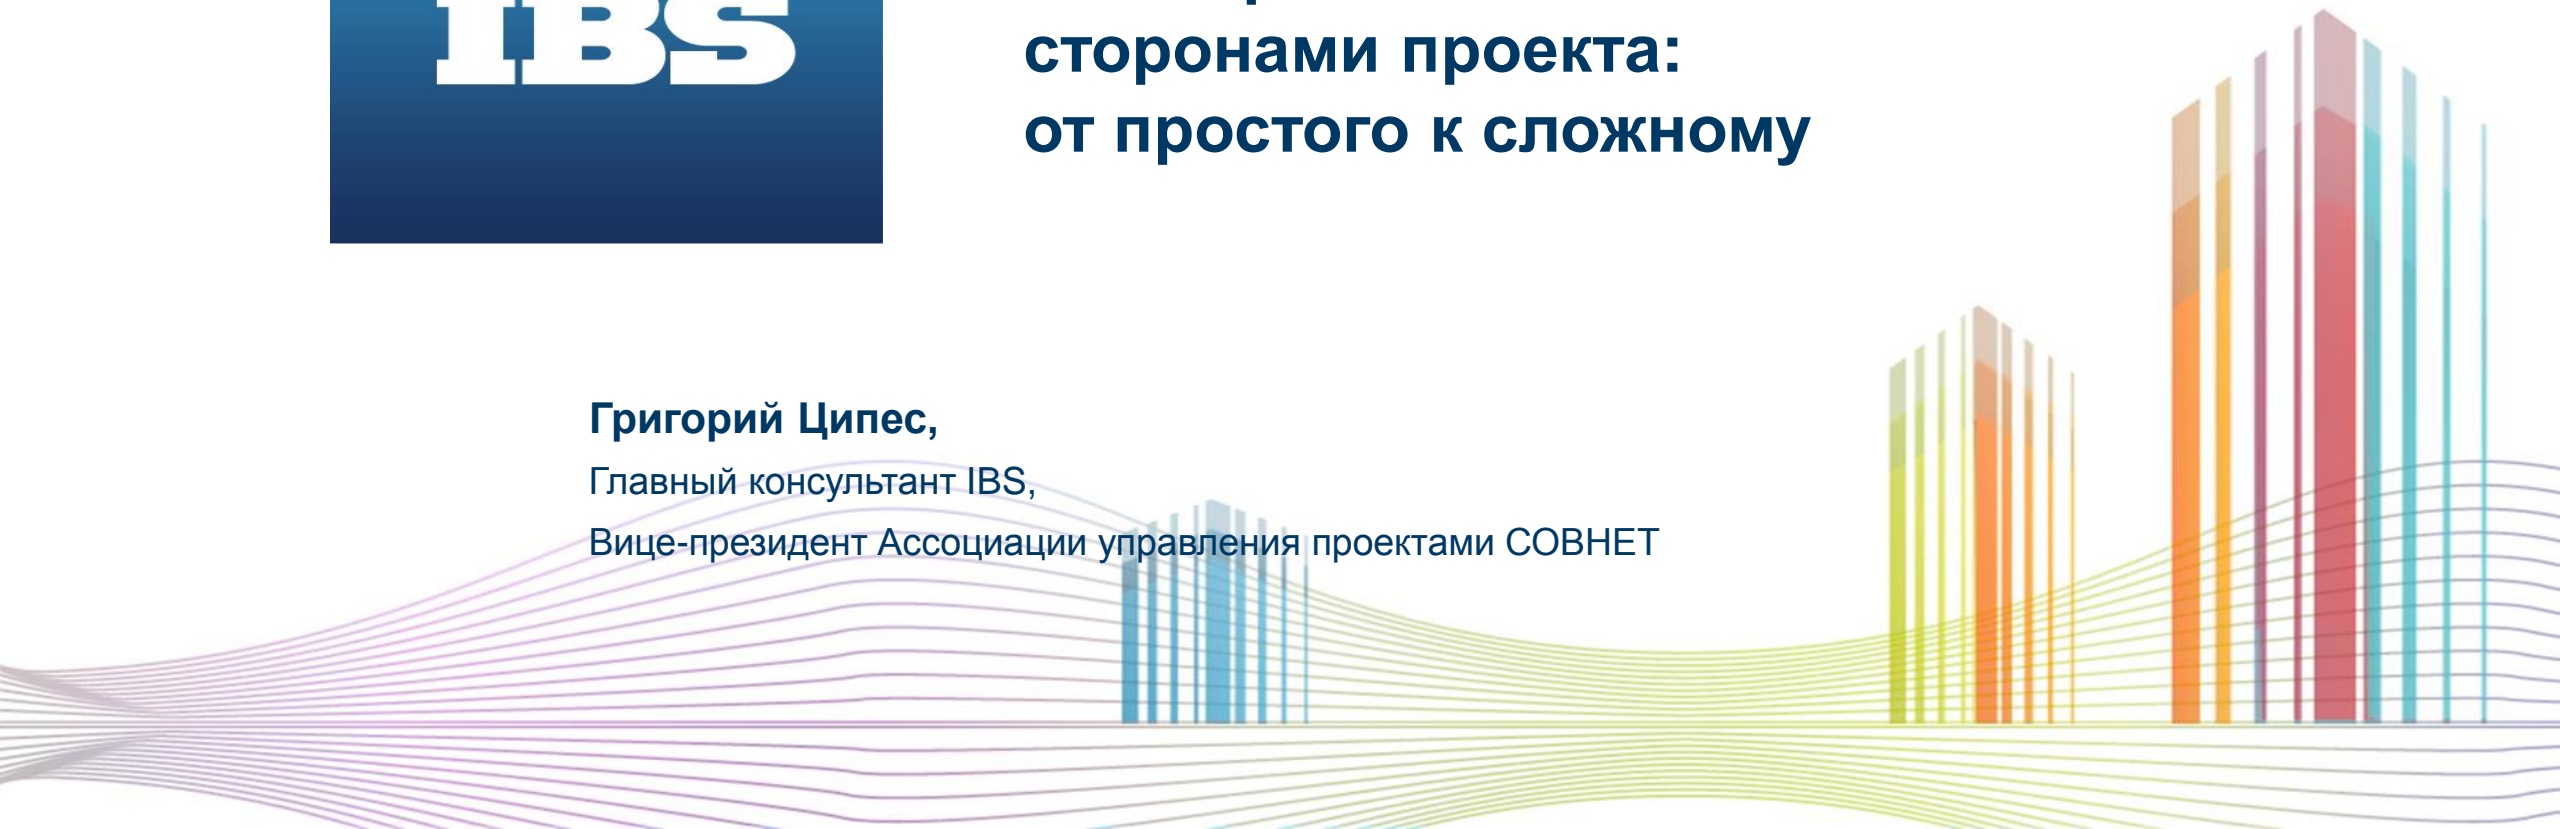 IBS
сторонами проекта:
от простого к сложному
Григорий Ципес,
Главный консультант IBS,
Вице-президент Ассоциации управления проектами СОВНЕТ